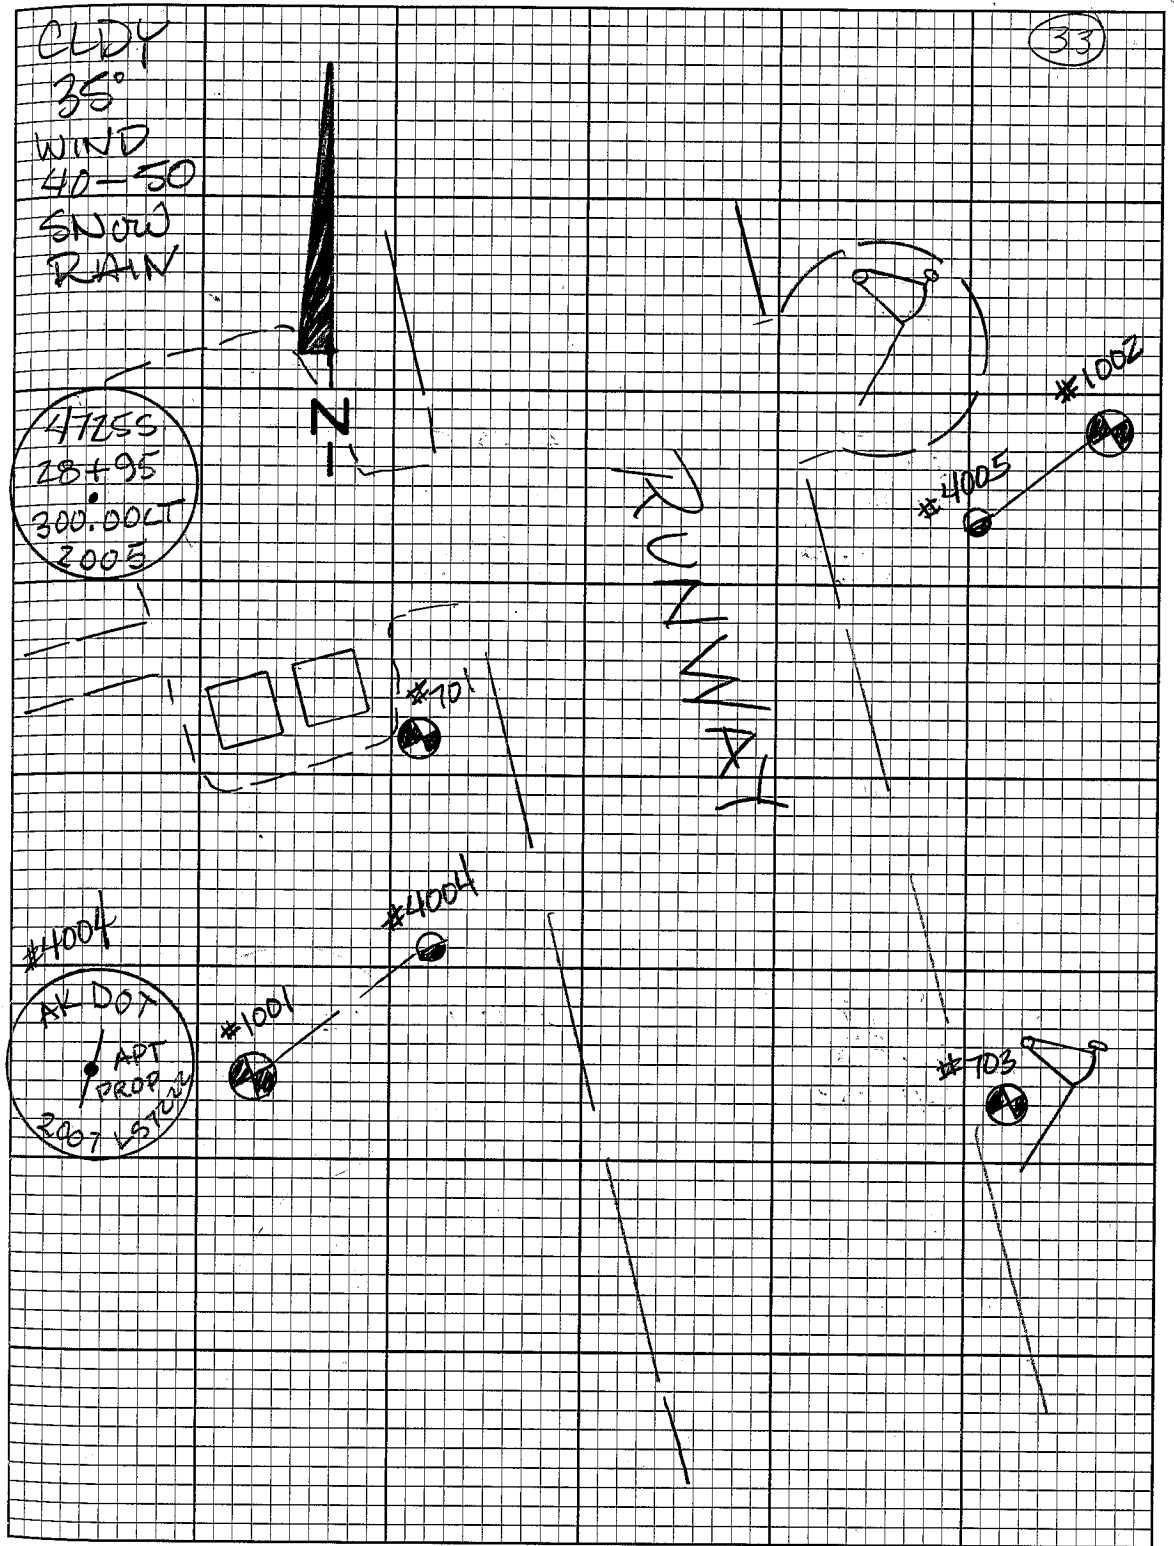 CLDY
35°
WIND
40-50
SNOW
RAIN
33
N
#1002
#4005
4725S
28+95
300.00LT
2005
RUNWAY
#701
#4004
#4004
AK DOT
APT
PROP
2007
#1001
#703